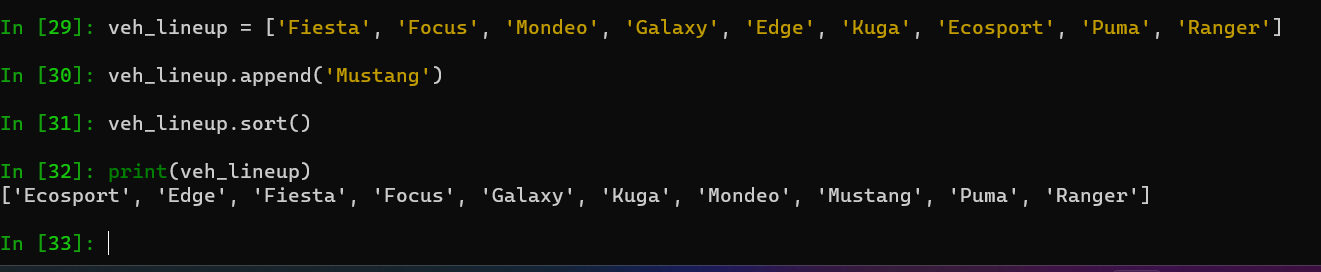 In [29]: veh_lineup = ['Fiesta', 'Focus', 'Mondeo', 'Galaxy', 'Edge', 'Kuga', 'Ecosport', 'Puma', 'Ranger']
In [30]: veh_lineup.append('Mustang')
In [31]: veh_lineup.sort()
In [32]: print(veh_lineup)
['Ecosport', 'Edge', 'Fiesta', 'Focus', 'Galaxy', 'Kuga', 'Mondeo', 'Mustang', 'Puma', 'Ranger']
In [33]: